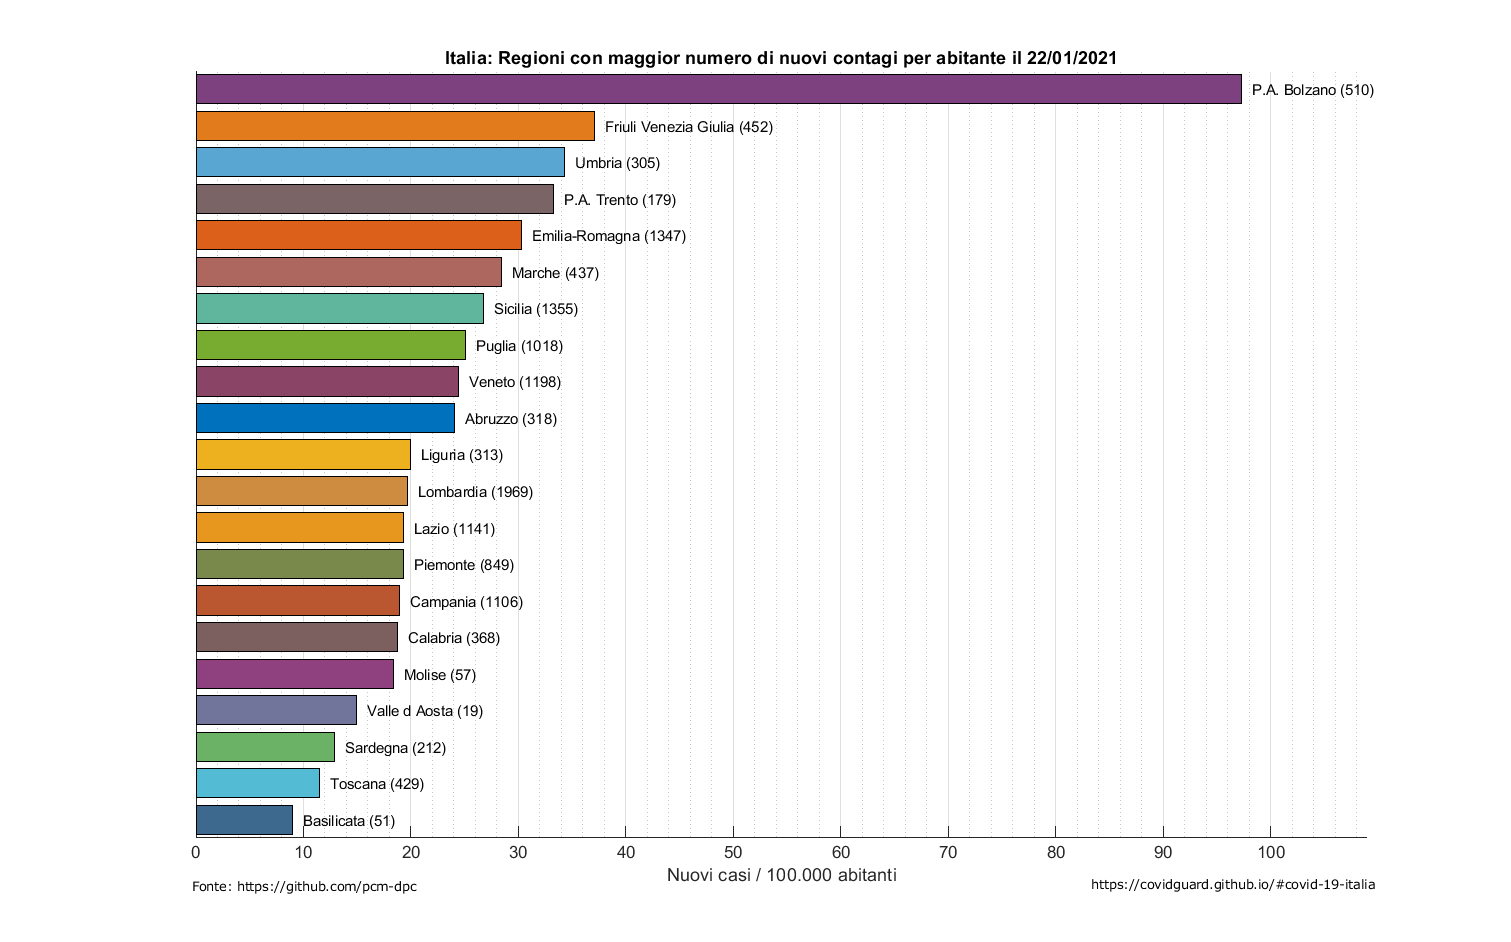 Italia: Regioni con maggior numero di nuovi contagi per abitante il 22/01/2021
P.A. Bolzano (510)
Friuli Venezia Giulia (452)
Umbria (305)
P.A. Trento (179)
Emilia-Romagna (1347)
Marche (437)
Sicilia (1355)
Puglia (1018)
Veneto (1198)
Abruzzo (318)
Liguria (313)
Lombardia (1969)
Lazio (1141)
Piemonte (849)
Campania (1106)
Calabria (368)
Molise (57)
Valle d Aosta (19)
Sardegna (212)
Toscana (429)
Basilicata (51)
0 10 20 30 40 50 60 70 80 90 100
Nuovi casi / 100.000 abitanti
Fonte: https://github.com/pcm-dpc
https://covidguard.github.io/#covid-19-italia